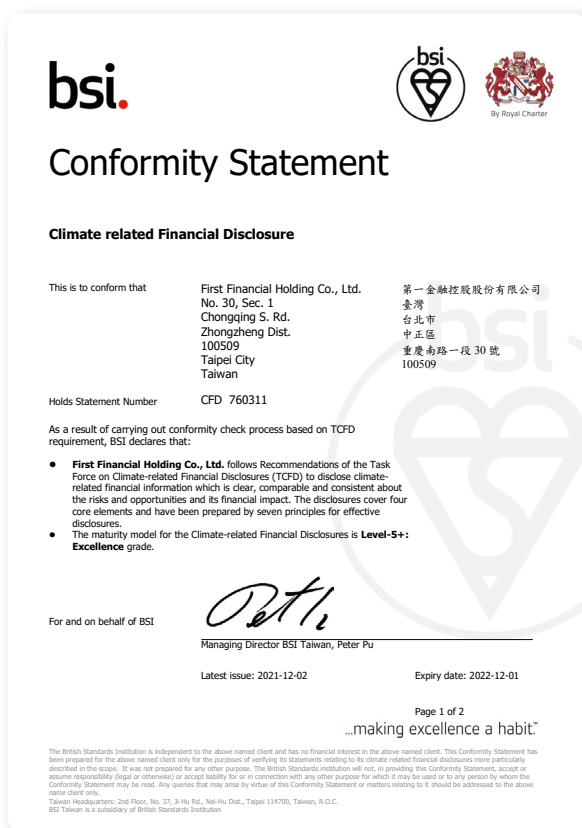 bsi.
bsi
By Royal Charter
Conformity Statement
Climate related Financial Disclosure
This is to conform that
First Financial Holding Co., Ltd.
No. 30, Sec. 1
Chongqing S. Rd.
Zhongzheng Dist.
100509
Taipei City
Taiwan
第一金融控股股份有限公司
臺灣
台北市
中正區
重慶南路一段 30 號
100509
Holds Statement Number
CFD 760311
As a result of carrying out conformity check process based on TCFD
requirement, BSI declares that:
● First Financial Holding Co., Ltd. follows Recommendations of the Task
Force on Climate-related Financial Disclosures (TCFD) to disclose climate-
related financial information which is clear, comparable and consistent about
the risks and opportunities and its financial impact. The disclosures cover four
core elements and have been prepared by seven principles for effective
disclosures.
● The maturity model for the Climate-related Financial Disclosures is Level-5+:
Excellence grade.
For and on behalf of BSI
Managing Director BSI Taiwan, Peter Pu
Latest issue: 2021-12-02
Expiry date: 2022-12-01
Page 1 of 2
...making excellence a habit.™
The British Standards Institution is independent to the above named client and has no financial interest in the above named client. This Conformity Statement has
been prepared for the above named client only for the purposes of verifying its statements relating to its climate related financial disclosures more particularly
described in the scope. It was not prepared for any other purpose. The British Standards institution will not, in providing this Conformity Statement, accept or
assume responsibility (legal or otherwise) or accept liability for or in connection with any other purpose for which it may be used or to any person by whom the
Conformity Statement may be read. Any queries that may arise by virtue of this Conformity Statement or matters relating to it should be addressed to the above
name client only.
Taiwan Headquarters: 2nd Floor, No. 37, Ji-Hu Rd., Nei-Hu Dist., Taipei 114700, Taiwan, R.O.C.
BSI Taiwan is a subsidiary of British Standards Institution